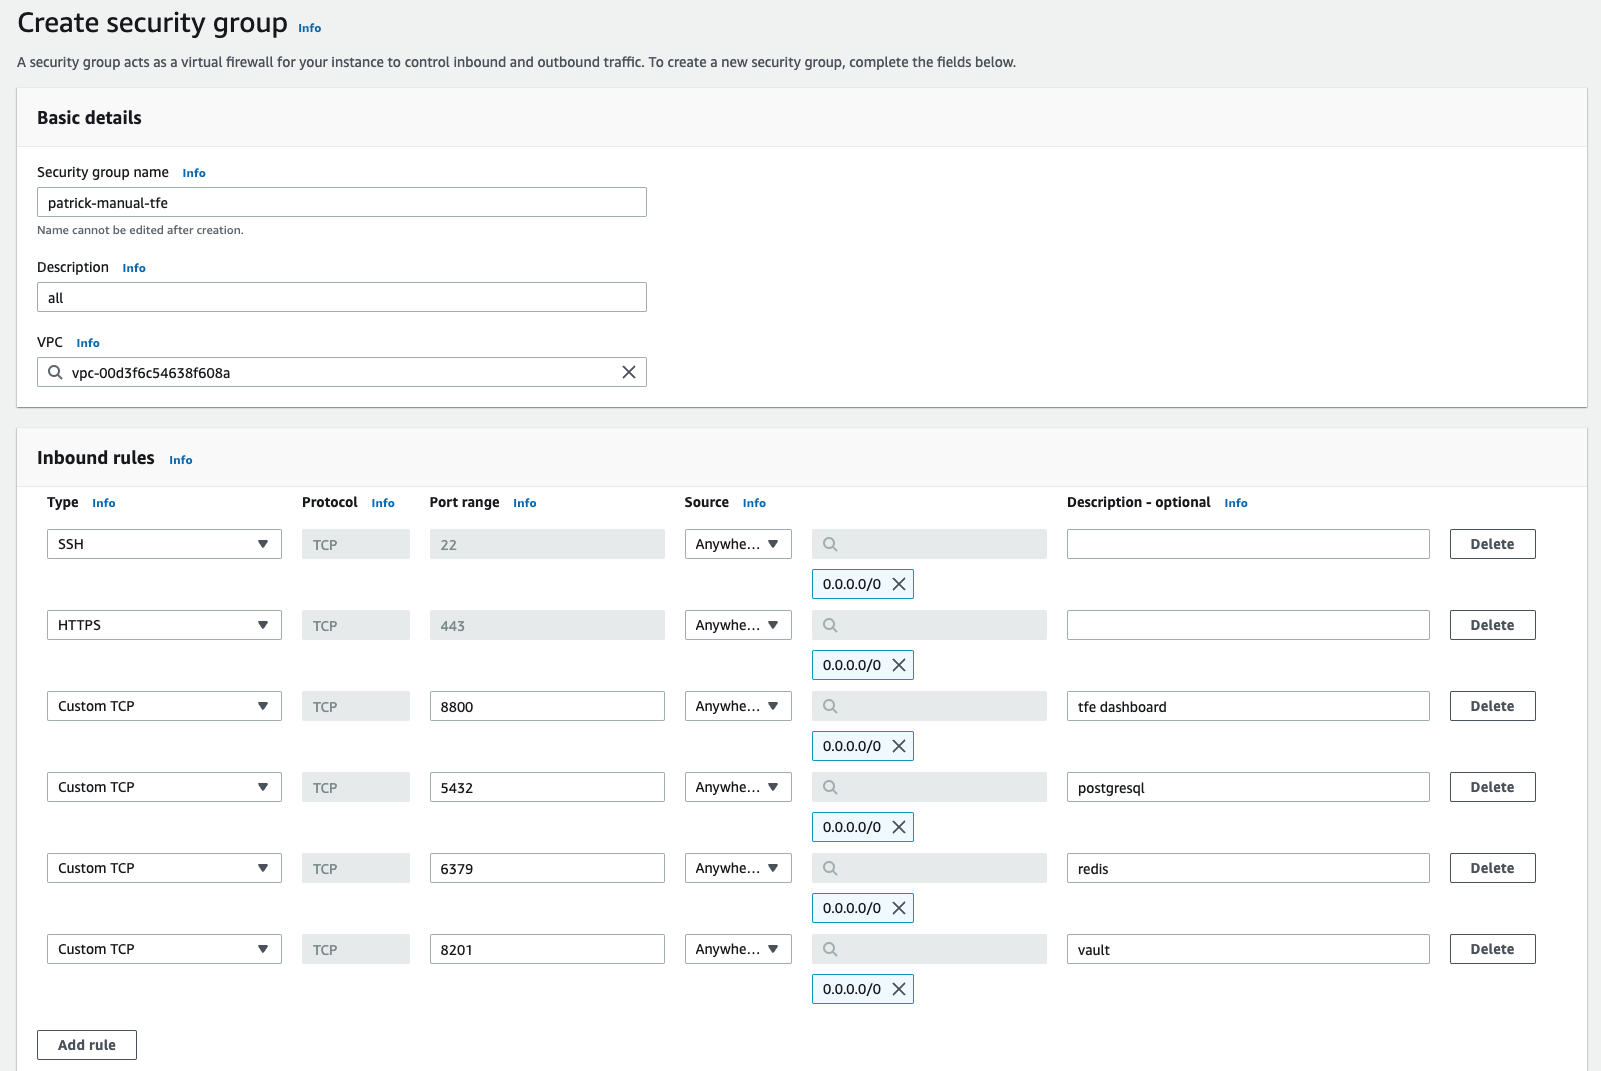 Create security group Info
A security group acts as a virtual firewall for your instance to control inbound and outbound traffic. To create a new security group, complete the fields below.
Basic details
Security group name Info
patrick-manual-tfe
Name cannot be edited after creation.
Description Info
all
VPC Info
vpc-00d3f6c54638f608a
Inbound rules Info
Type Info Protocol Info Port range Info Source Info Description - optional Info
SSH TCP 22 Anywhe... Delete
0.0.0.0/0
HTTPS TCP 443 Anywhe... Delete
0.0.0.0/0
Custom TCP TCP 8800 Anywhe... tfe dashboard Delete
0.0.0.0/0
Custom TCP TCP 5432 Anywhe... postgresql Delete
0.0.0.0/0
Custom TCP TCP 6379 Anywhe... redis Delete
0.0.0.0/0
Custom TCP TCP 8201 Anywhe... vault Delete
0.0.0.0/0
Add rule